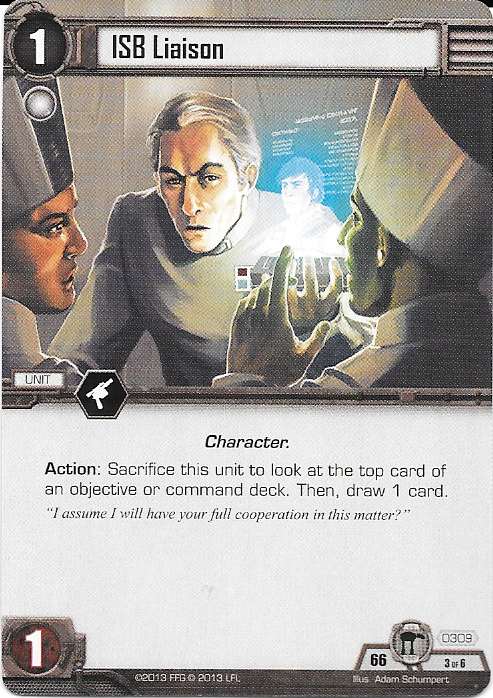 1
ISB Liaison
UNIT
Character.
Action: Sacrifice this unit to look at the top card of
an objective or command deck. Then, draw 1 card.
"I assume I will have your full cooperation in this matter?"
1
66
0309
3 OF 6
©2013 FFG © 2013 LFL
Illus. Adam Schumpert